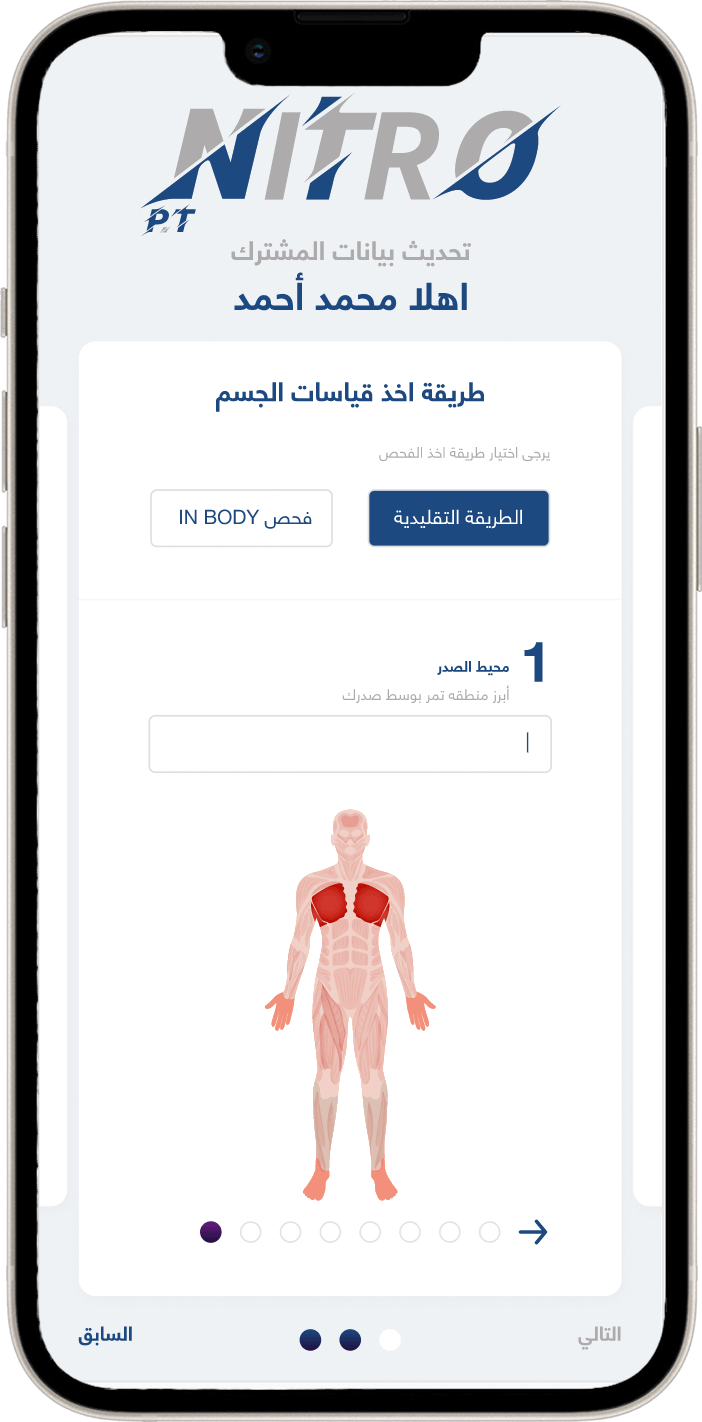 NITRO
PT
تحديث بيانات المشترك
اهلا محمد أحمد
طريقة اخذ قياسات الجسم
يرجى اختيار طريقة اخذ الفحص
الطريقة التقليدية
فحص IN BODY
1
محيط الصدر
أبرز منطقه تمر بوسط صدرك
التالي
السابق